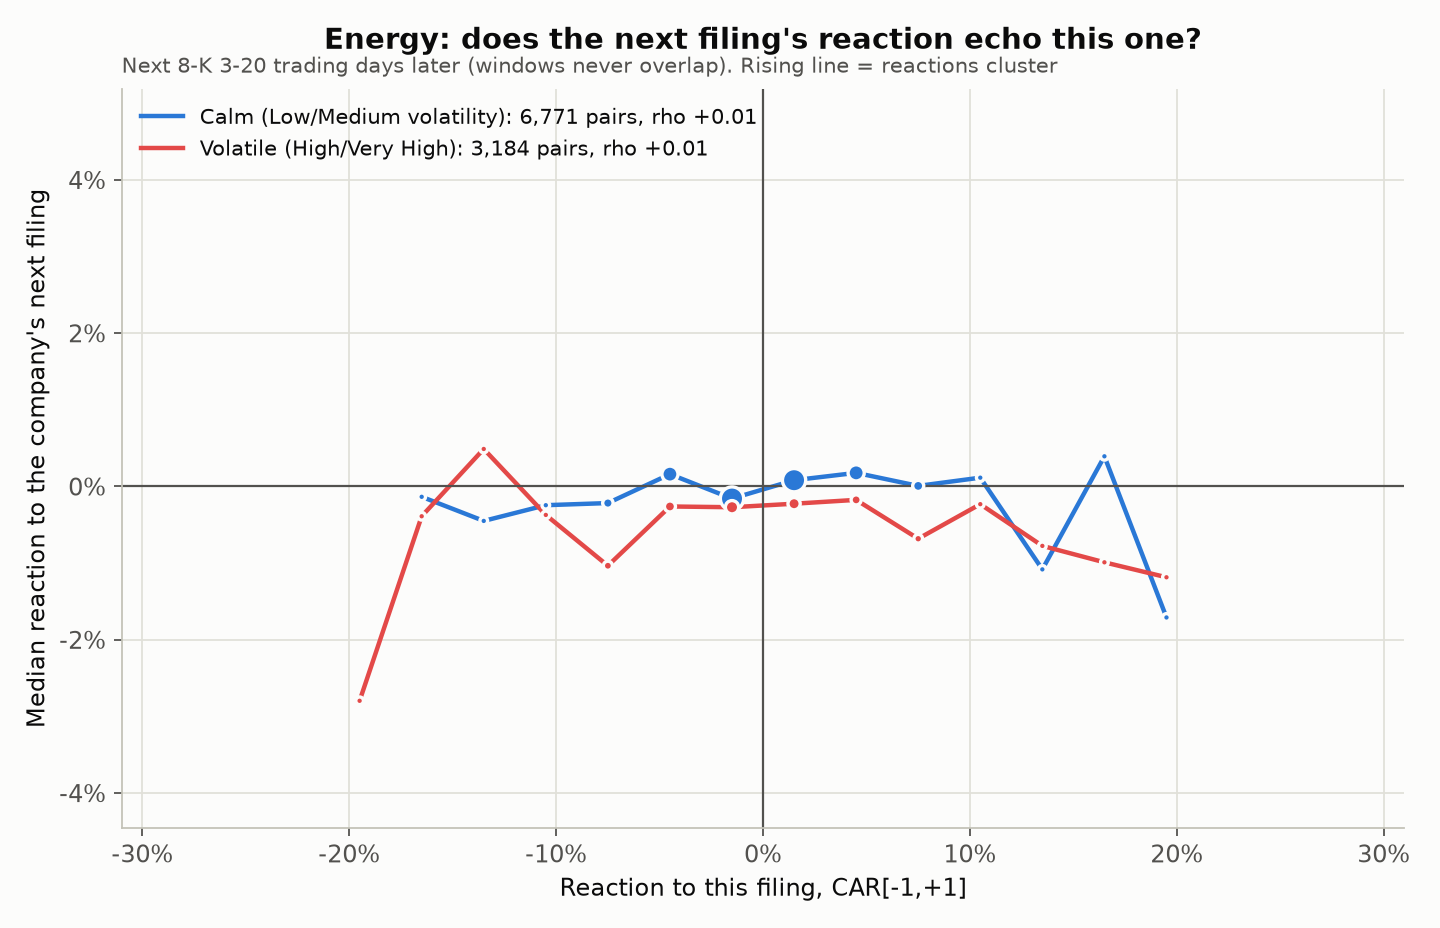 Energy: does the next filing's reaction echo this one?
Next 8-K 3-20 trading days later (windows never overlap). Rising line = reactions cluster
Calm (Low/Medium volatility): 6,771 pairs, rho +0.01
Volatile (High/Very High): 3,184 pairs, rho +0.01
Median reaction to the company's next filing
4%
2%
0%
-2%
-4%
-30%
-20%
-10%
0%
10%
20%
30%
Reaction to this filing, CAR[-1,+1]